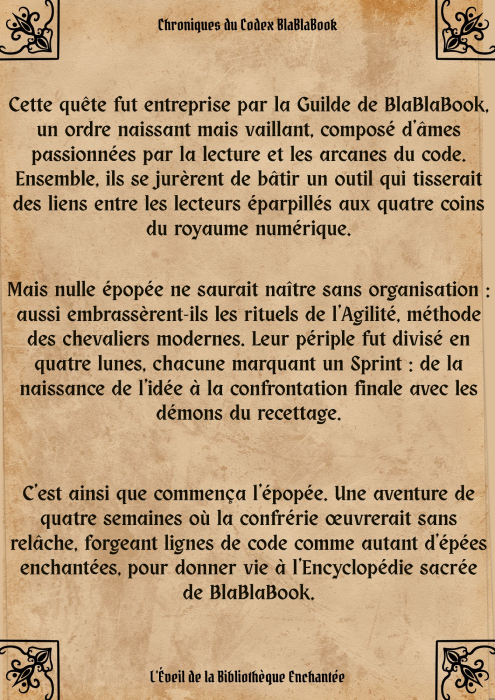 Chroniques du Codex BlaBlaBook
Cette quête fut entreprise par la Guilde de BlaBlaBook,
un ordre naissant mais vaillant, composé d'âmes
passionnées par la lecture et les arcanes du code.
Ensemble, ils se jurèrent de bâtir un outil qui tisserait
des liens entre les lecteurs éparpillés aux quatre coins
du royaume numérique.
Mais nulle épopée ne saurait naître sans organisation :
aussi embrassèrent-ils les rituels de l'Agilité, méthode
des chevaliers modernes. Leur périple fut divisé en
quatre lunes, chacune marquant un Sprint : de la
naissance de l'idée à la confrontation finale avec les
démons du recettage.
C'est ainsi que commença l'épopée. Une aventure de
quatre semaines où la confrérie œuvrerait sans
relâche, forgeant lignes de code comme autant d'épées
enchantées, pour donner vie à l'Encyclopédie sacrée
de BlaBlaBook.
L'Éveil de la Bibliothèque Enchantée